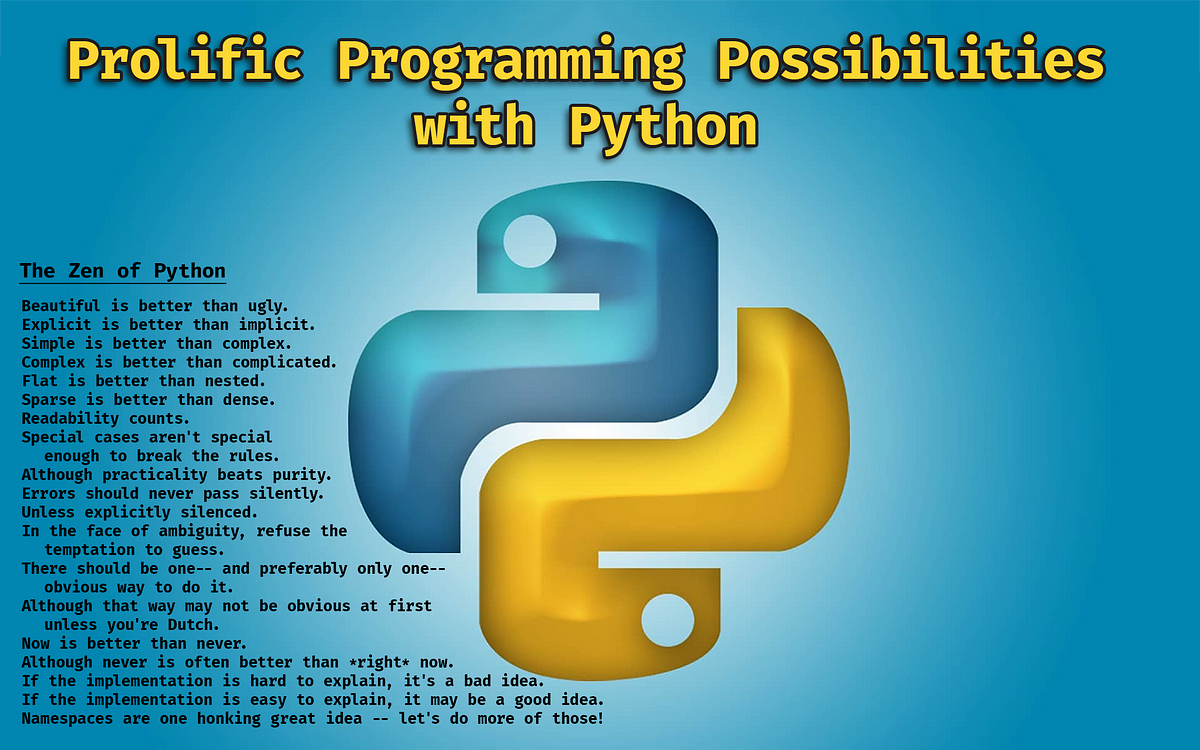 Prolific Programming Possibilities
with Python
The Zen of Python
Beautiful is better than ugly.
Explicit is better than implicit.
Simple is better than complex.
Complex is better than complicated.
Flat is better than nested.
Sparse is better than dense.
Readability counts.
Special cases aren't special
enough to break the rules.
Although practicality beats purity.
Errors should never pass silently.
Unless explicitly silenced.
In the face of ambiguity, refuse the
temptation to guess.
There should be one-- and preferably only one--
obvious way to do it.
Although that way may not be obvious at first
unless you're Dutch.
Now is better than never.
Although never is often better than *right* now.
If the implementation is hard to explain, it's a bad idea.
If the implementation is easy to explain, it may be a good idea.
Namespaces are one honking great idea -- let's do more of those!